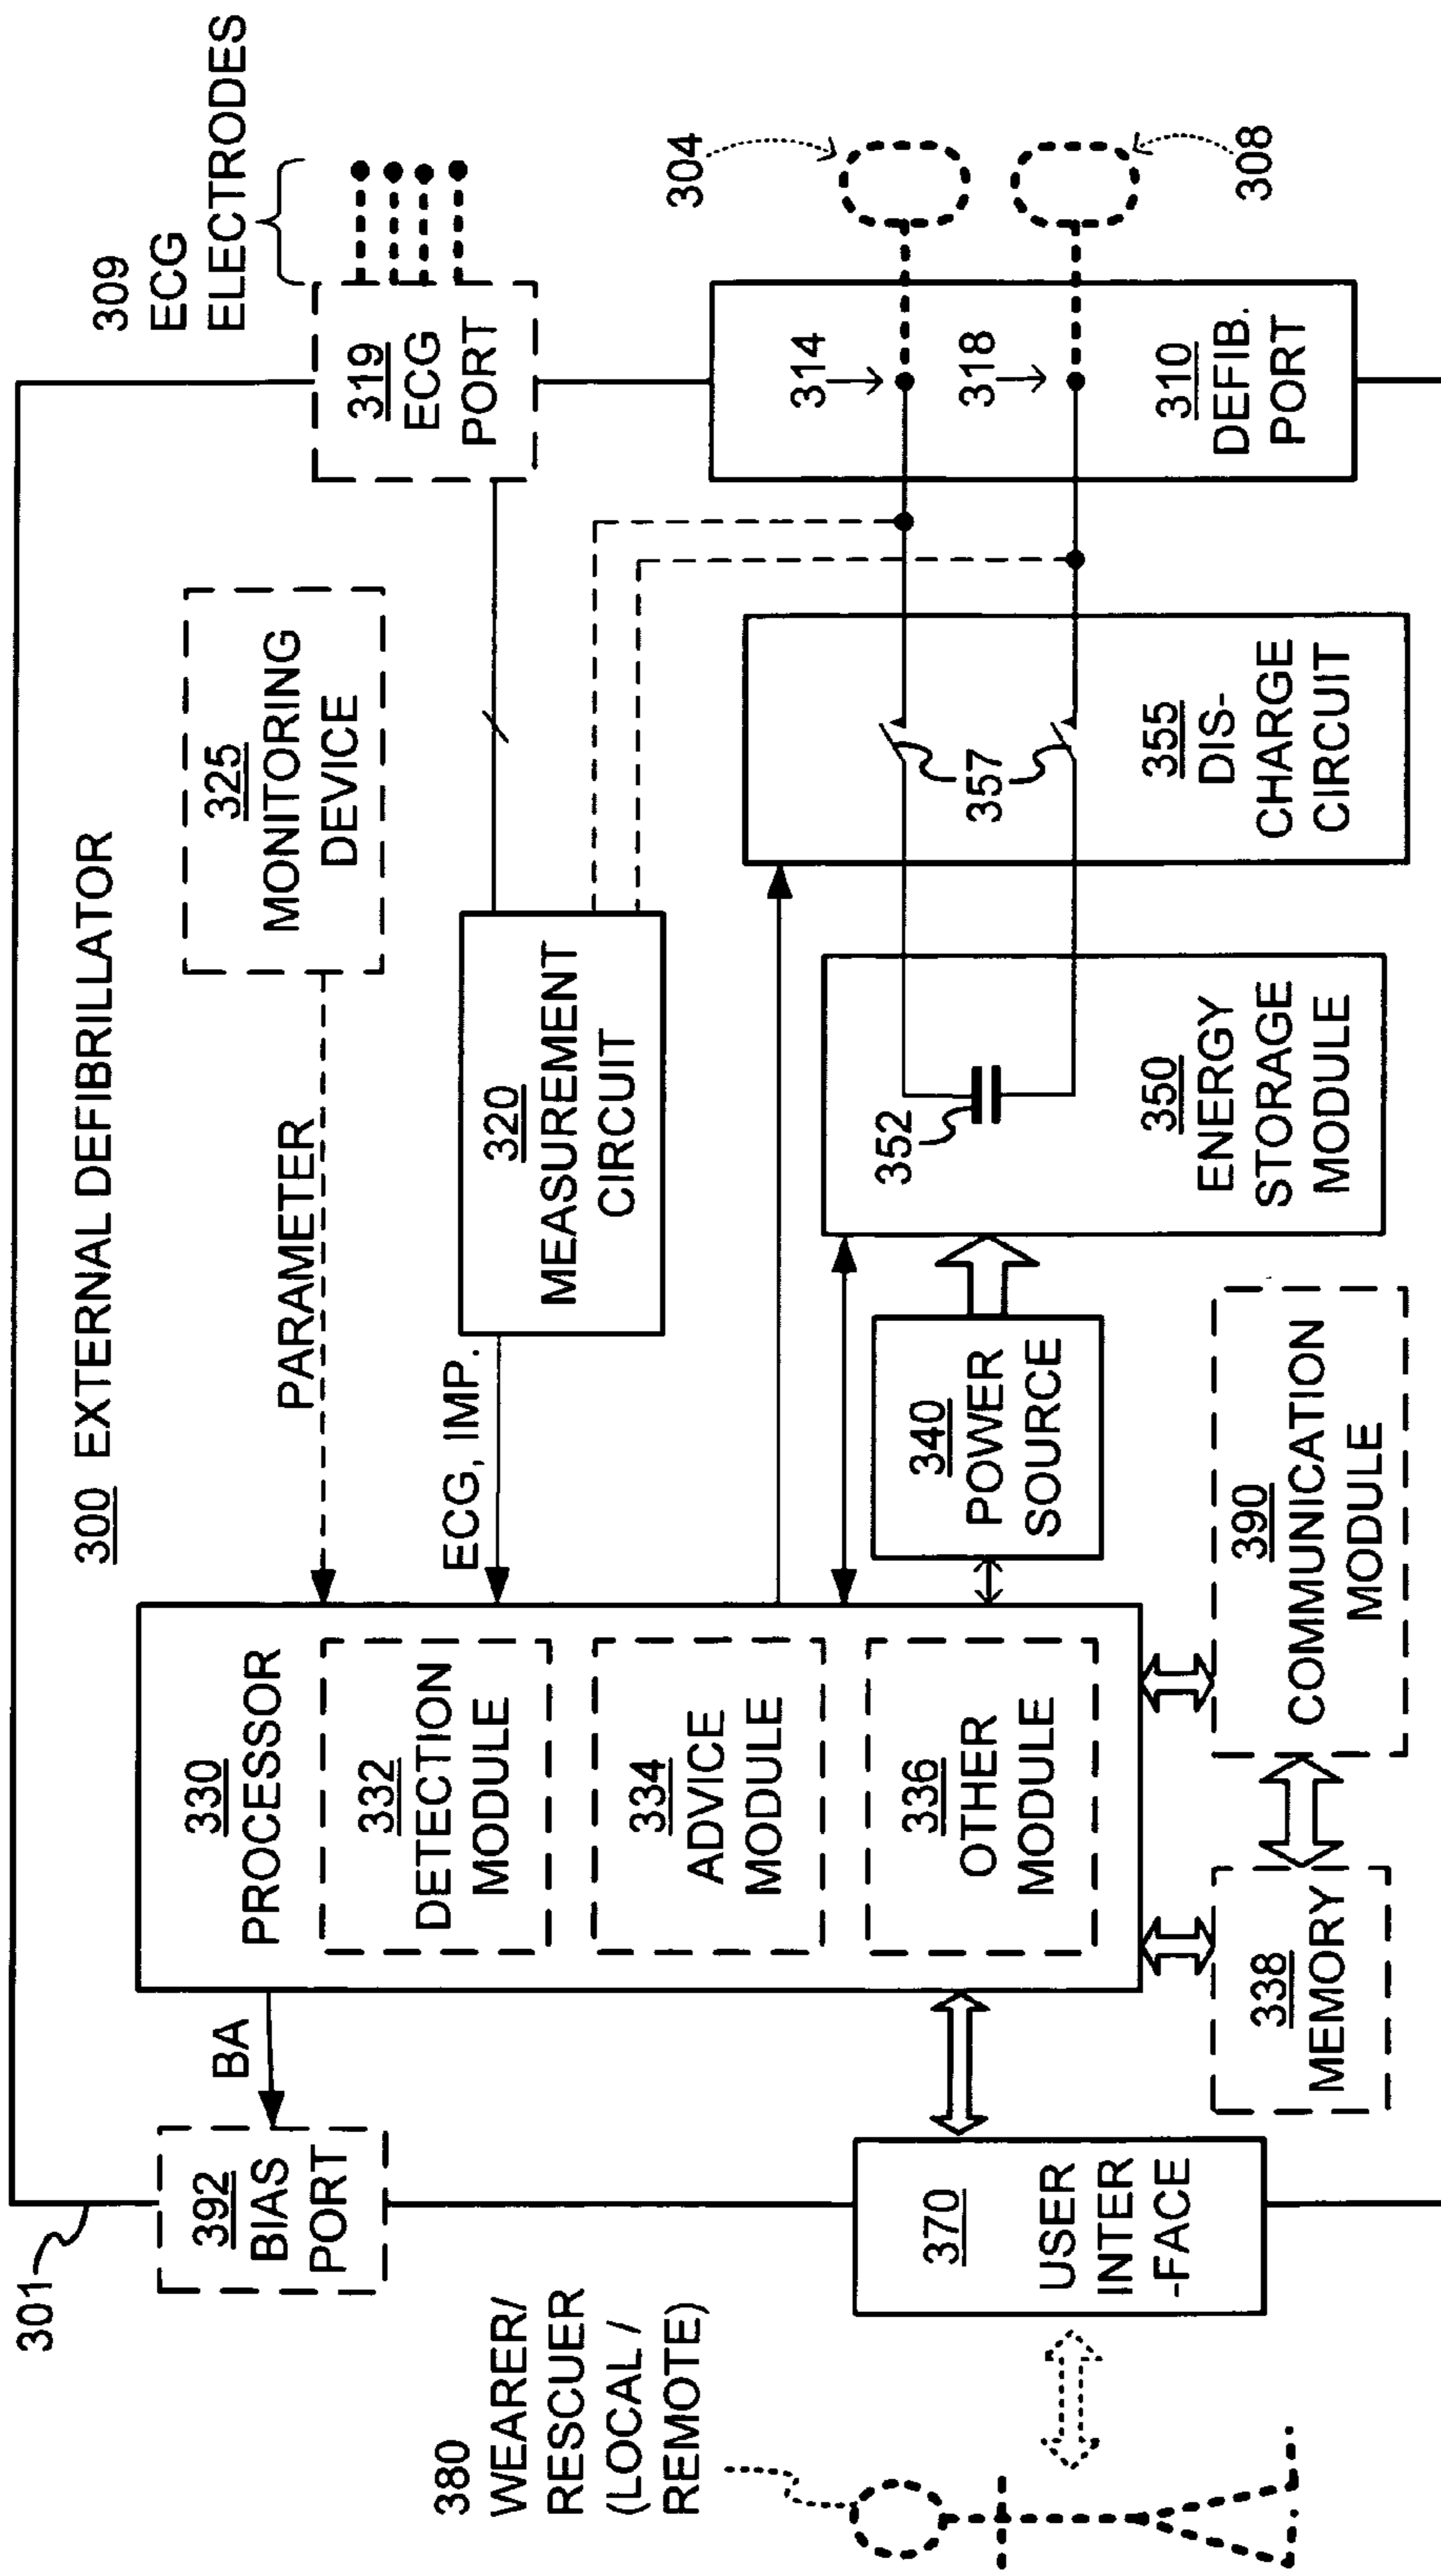 300 EXTERNAL DEFIBRILLATOR
301
309
ECG
ELECTRODES
392
BIAS
PORT
BA
330
PROCESSOR
332
DETECTION
MODULE
334
ADVICE
MODULE
336
OTHER
MODULE
PARAMETER
325
MONITORING
DEVICE
319
ECG
PORT
ECG, IMP.
320
MEASUREMENT
CIRCUIT
304
308
314
318
310
DEFIB.
PORT
357
355
DIS-
CHARGE
CIRCUIT
352
350
ENERGY
STORAGE
MODULE
340
POWER
SOURCE
380
WEARER/
RESCUER
(LOCAL /
REMOTE)
370
USER
INTER
-FACE
338
MEMORY
390
COMMUNICATION
MODULE